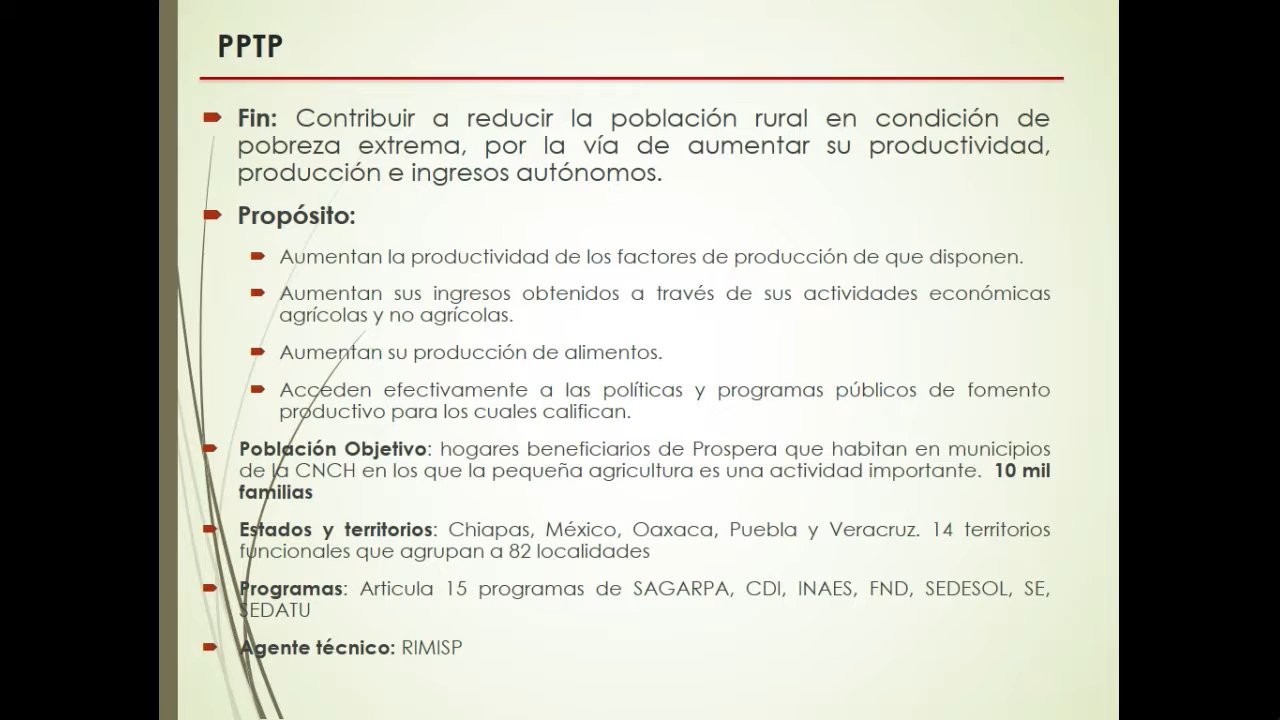 PPTP
Fin: Contribuir a reducir la población rural en condición de
pobreza extrema, por la vía de aumentar su productividad,
producción e ingresos autónomos.
Propósito:
Aumentan la productividad de los factores de producción de que disponen.
Aumentan sus ingresos obtenidos a través de sus actividades económicas
agrícolas y no agrícolas.
Aumentan su producción de alimentos.
Acceden efectivamente a las políticas y programas públicos de fomento
productivo para los cuales califican.
Población Objetivo: hogares beneficiarios de Prospera que habitan en municipios
de la CNCH en los que la pequeña agricultura es una actividad importante. 10 mil
familias
Estados y territorios: Chiapas, México, Oaxaca, Puebla y Veracruz. 14 territorios
funcionales que agrupan a 82 localidades
Programas: Articula 15 programas de SAGARPA, CDI, INAES, FND, SEDESOL, SE,
SEDATU
Agente técnico: RIMISP